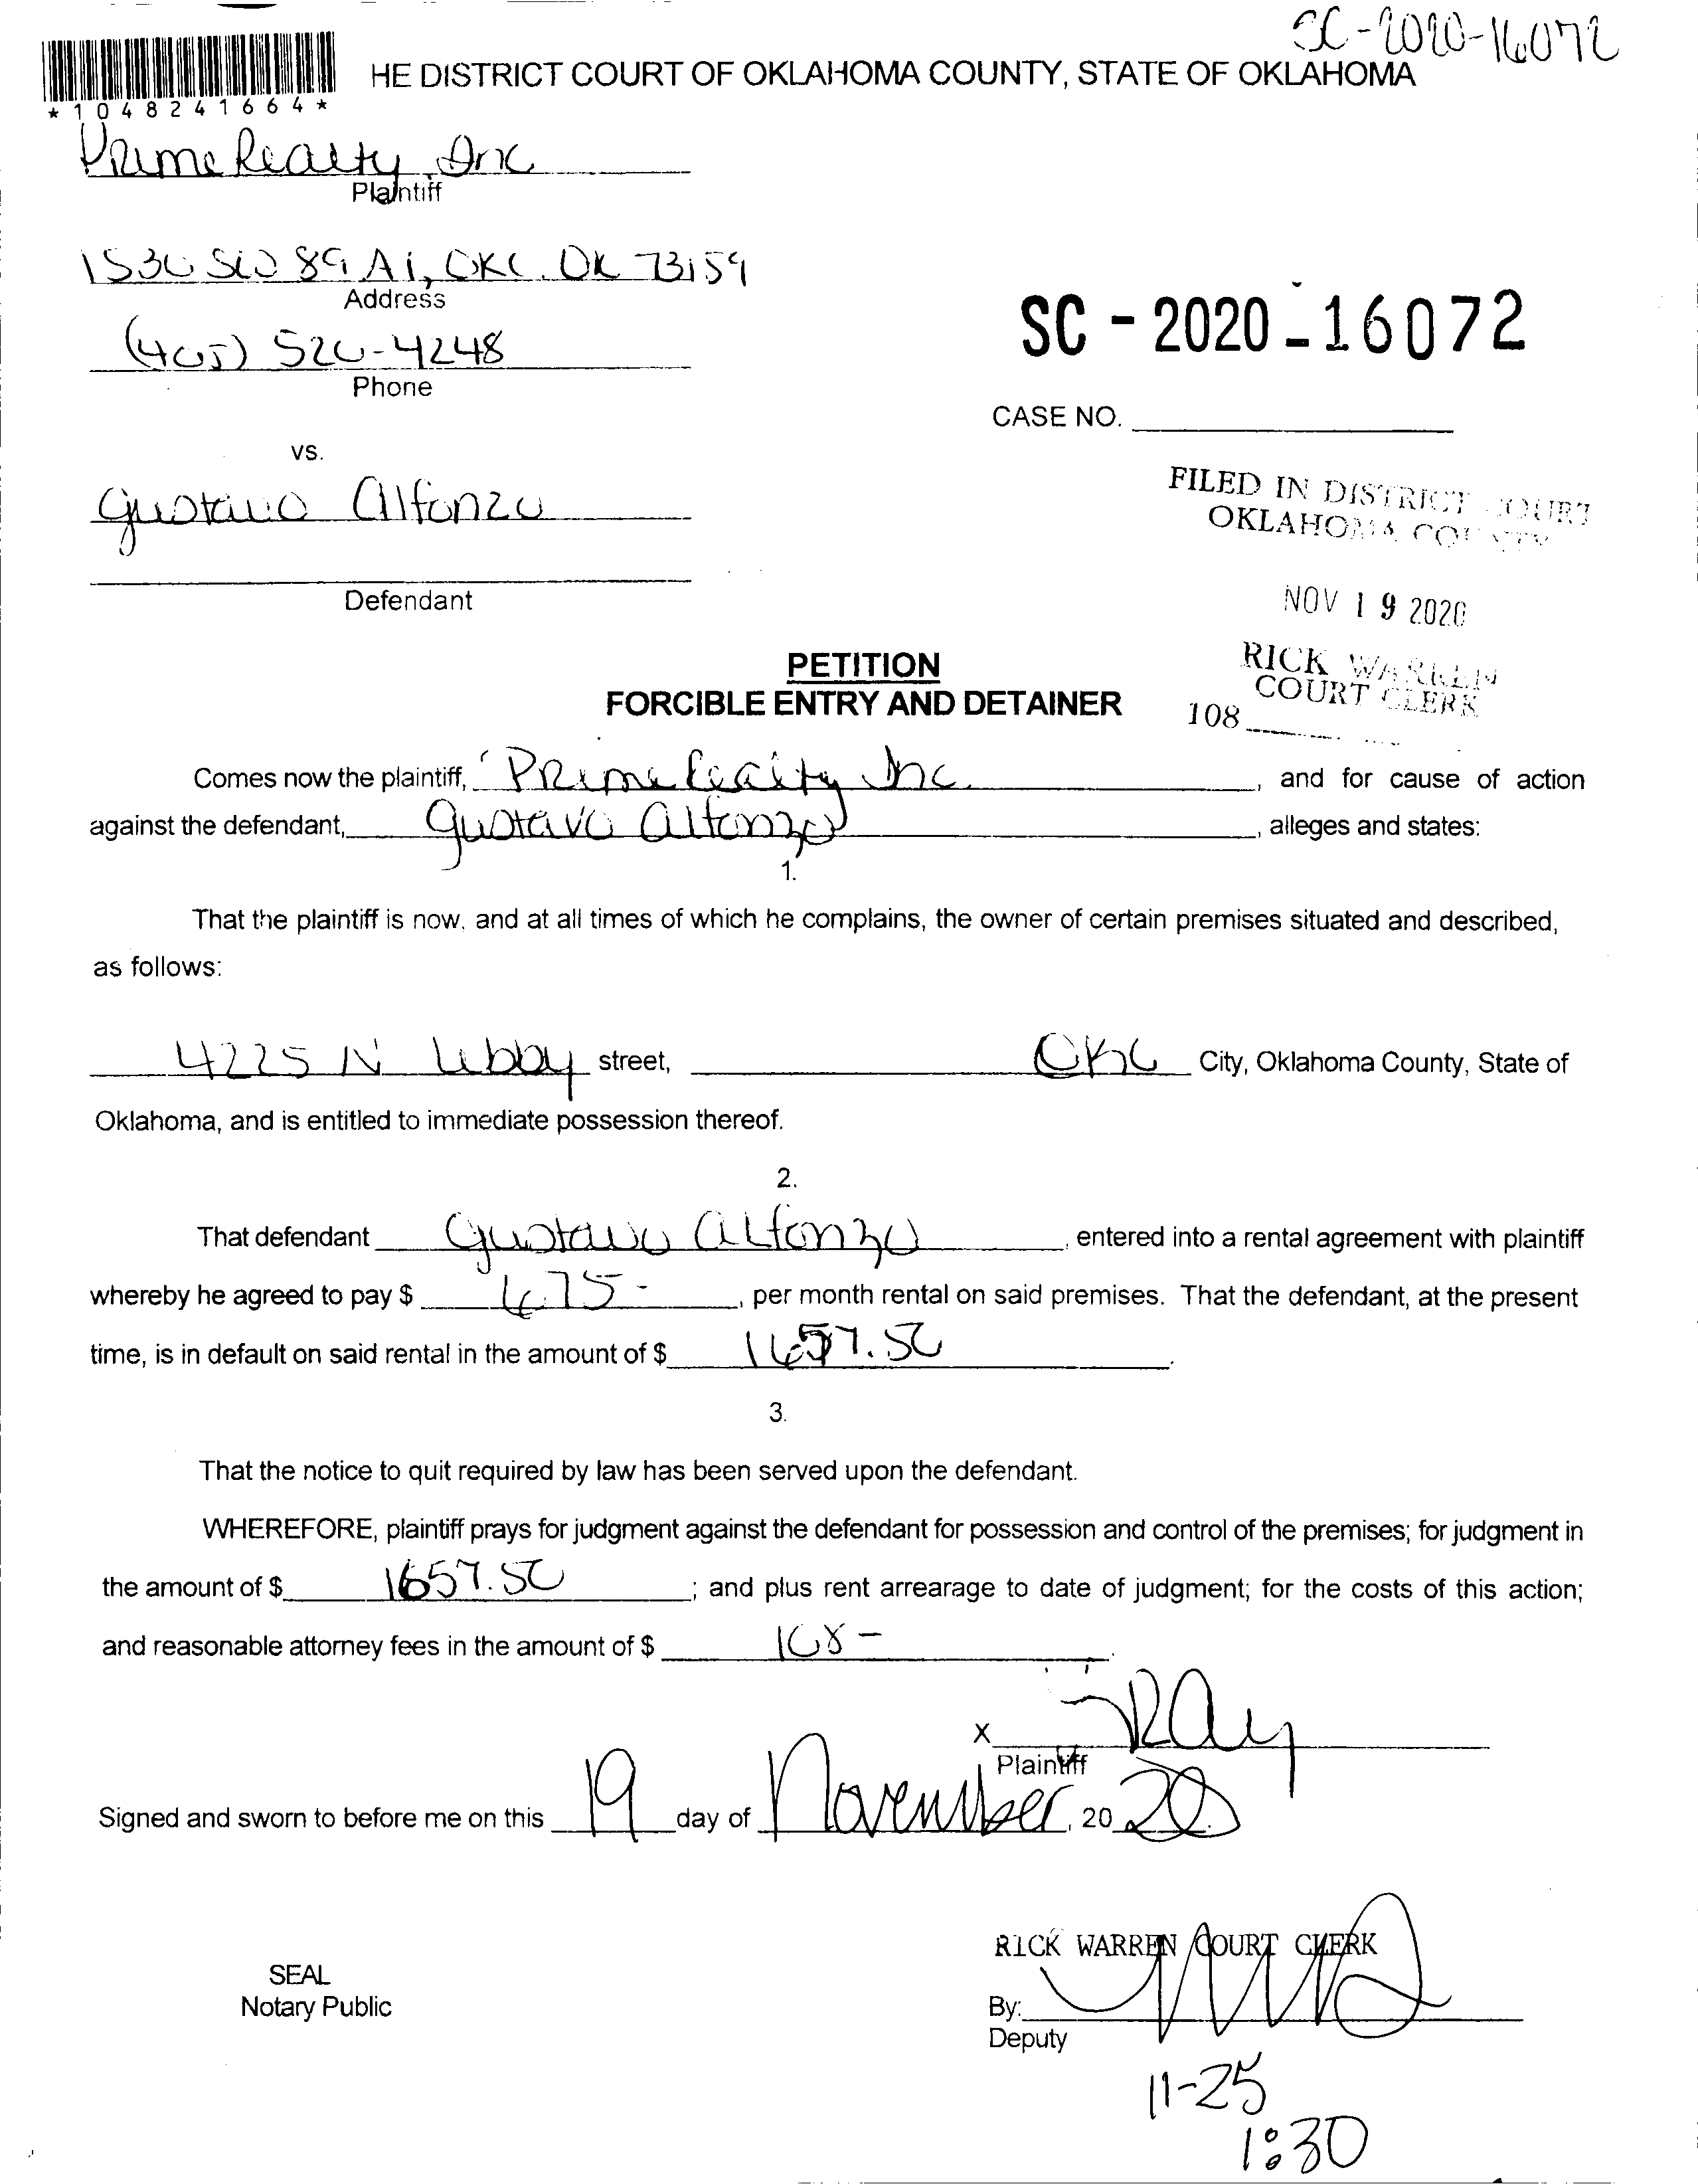 SC-2020-16072
HE DISTRICT COURT OF OKLAHOMA COUNTY, STATE OF OKLAHOMA
*1048241664*
Prime Realty Inc
Plaintiff
1530 SW 89 A1, OKC. OK 73159
Address
(405) 520-4248
Phone
SC - 2020 - 16072
CASE NO.
vs.
Gustavo Alfonzo
Defendant
FILED IN DISTRICT COURT
OKLAHOMA COUNTY
NOV 19 2020
RICK WARREN
COURT CLERK
108
PETITION
FORCIBLE ENTRY AND DETAINER
Comes now the plaintiff, Prime Realty Inc. , and for cause of action
against the defendant, Gustavo Alfonzo , alleges and states:
1.
That the plaintiff is now, and at all times of which he complains, the owner of certain premises situated and described,
as follows:
4225 N Libby street, OKC City, Oklahoma County, State of
Oklahoma, and is entitled to immediate possession thereof.
2.
That defendant Gustavo Alfonzo , entered into a rental agreement with plaintiff
whereby he agreed to pay $ 675- , per month rental on said premises. That the defendant, at the present
time, is in default on said rental in the amount of $ 1657.50 .
3.
That the notice to quit required by law has been served upon the defendant.
WHEREFORE, plaintiff prays for judgment against the defendant for possession and control of the premises; for judgment in
the amount of $ 1657.50 ; and plus rent arrearage to date of judgment; for the costs of this action;
and reasonable attorney fees in the amount of $ 108- .
X
Plaintiff
Signed and sworn to before me on this 19 day of November, 20 20
RICK WARREN COURT CLERK
SEAL
Notary Public
By:
Deputy
11-25
1:30